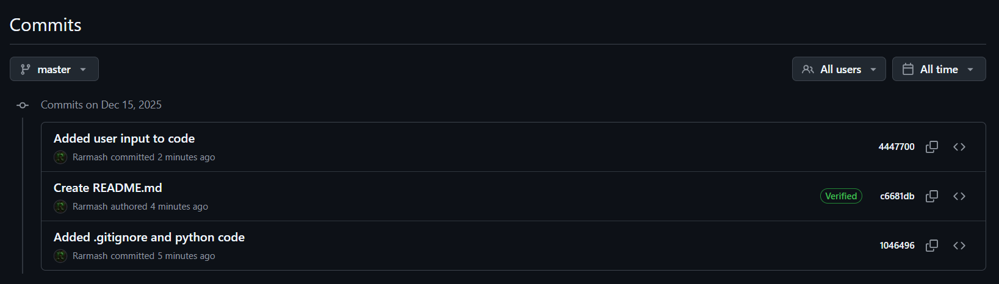 Commits
master
All users
All time
Commits on Dec 15, 2025
Added user input to code
Rarmash committed 2 minutes ago
4447700
Create README.md
Rarmash authored 4 minutes ago
Verified
c6681db
Added .gitignore and python code
Rarmash committed 5 minutes ago
1046496